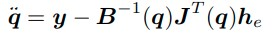 q̈ = y − B⁻¹(q)Jᵀ(q)hₑ